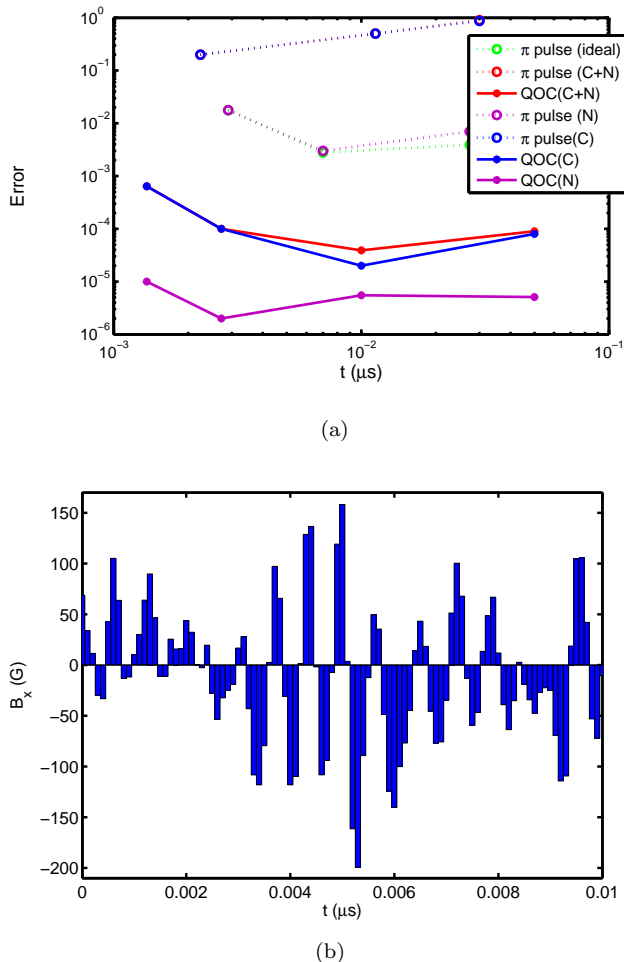 10^0
10^−1
10^−2
10^−3
10^−4
10^−5
10^−6
Error
π pulse (ideal)
π pulse (C+N)
QOC(C+N)
π pulse (N)
π pulse(C)
QOC(C)
QOC(N)
10^−3
10^−2
10^−1
t (μs)
(a)
150
100
50
0
−50
−100
−150
−200
B_x (G)
0
0.002
0.004
0.006
0.008
0.01
t (μs)
(b)